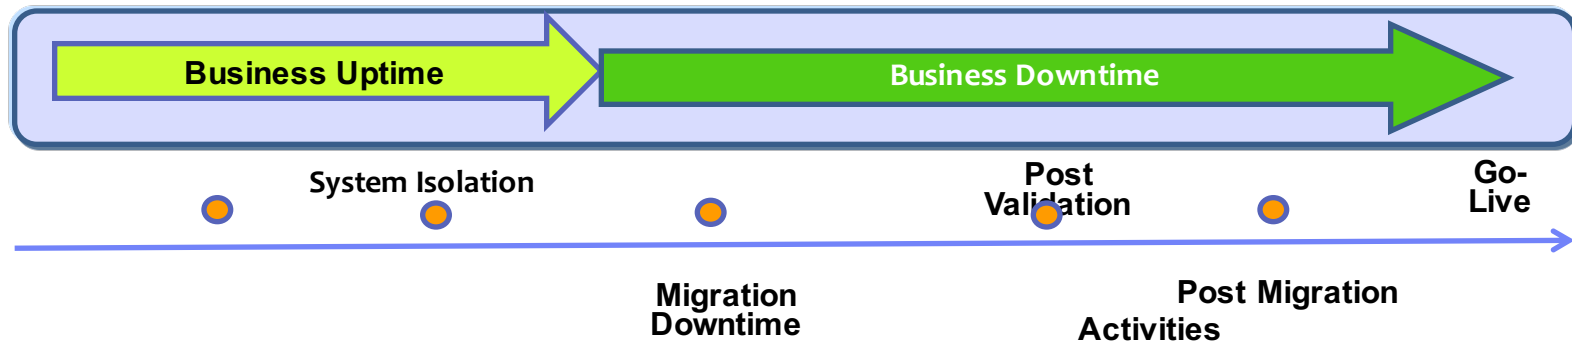 Business Uptime
Business Downtime
System Isolation
Post
Validation
Go-
Live
Migration
Downtime
Post Migration
Activities